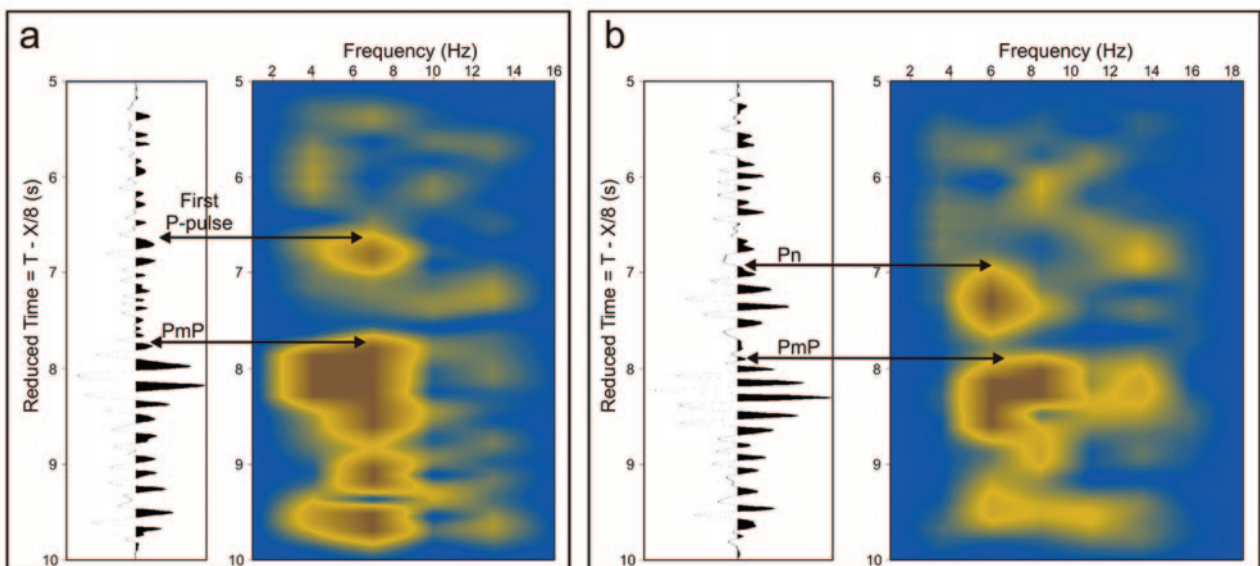 a
Frequency (Hz)
2 4 6 8 10 12 14 16
Reduced Time = T - X/8 (s)
5 5
6 6
First
P-pulse
7 7
PmP
8 8
9 9
10 10
b
Frequency (Hz)
2 4 6 8 10 12 14 16 18
Reduced Time = T - X/8 (s)
5 5
6 6
Pn
7 7
PmP
8 8
9 9
10 10